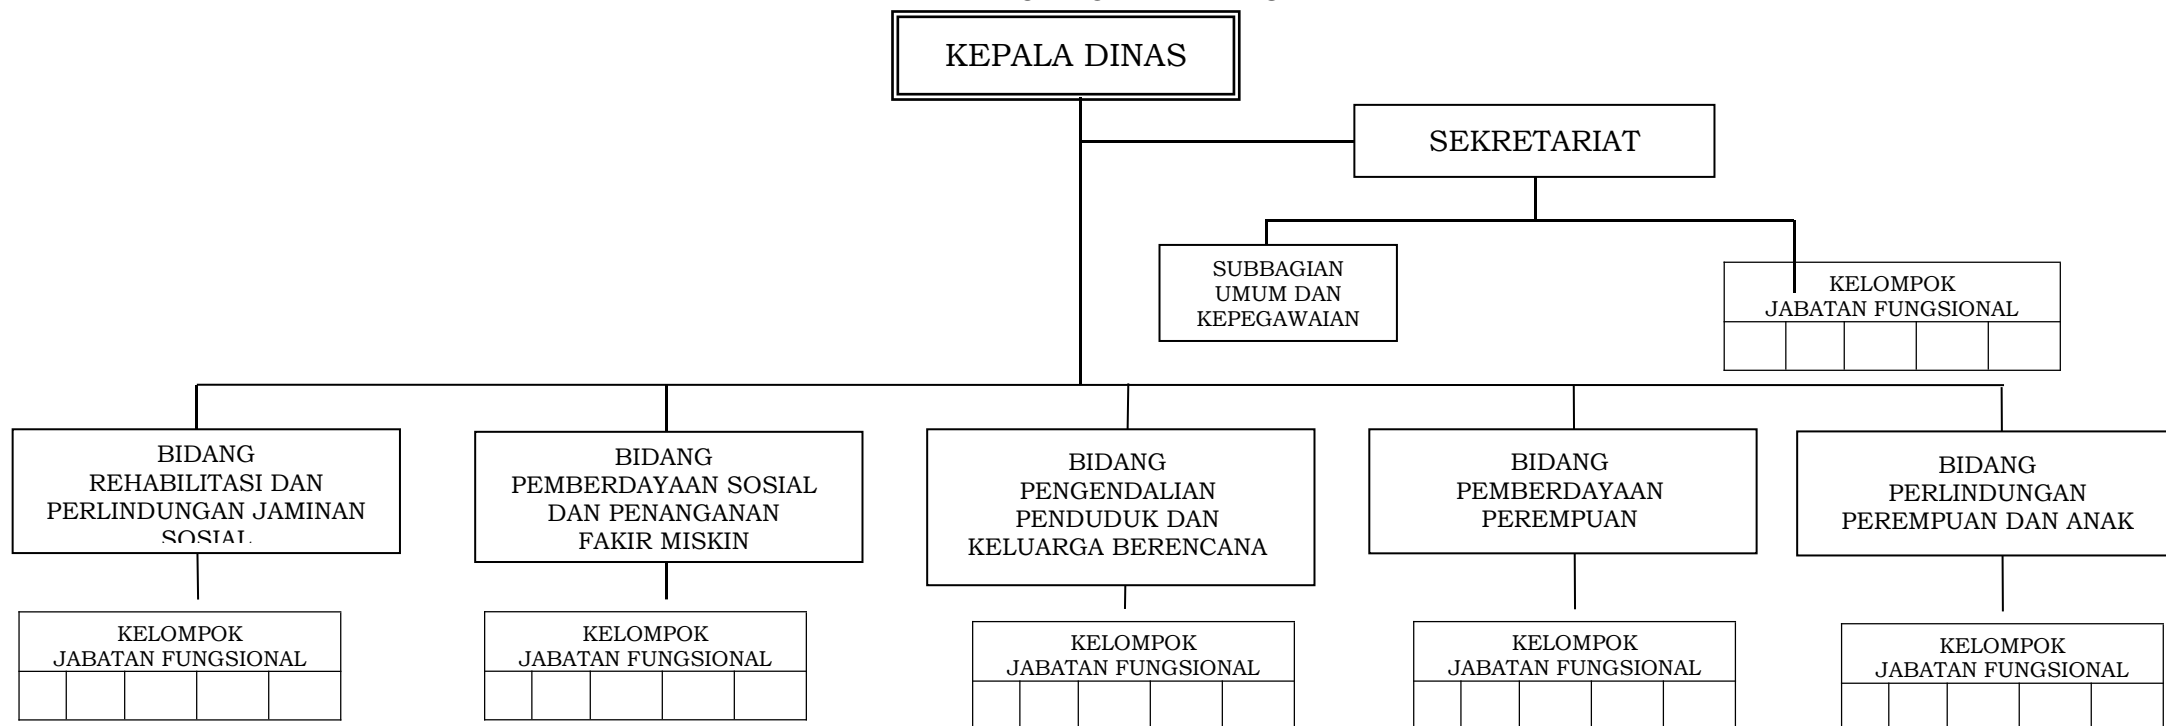 KEPALA DINAS
SEKRETARIAT
SUBBAGIAN
UMUM DAN
KEPEGAWAIAN
KELOMPOK
JABATAN FUNGSIONAL
BIDANG
REHABILITASI DAN
PERLINDUNGAN JAMINAN
SOSIAL
BIDANG
PEMBERDAYAAN SOSIAL
DAN PENANGANAN
FAKIR MISKIN
BIDANG
PENGENDALIAN
PENDUDUK DAN
KELUARGA BERENCANA
BIDANG
PEMBERDAYAAN
PEREMPUAN
BIDANG
PERLINDUNGAN
PEREMPUAN DAN ANAK
KELOMPOK
JABATAN FUNGSIONAL
KELOMPOK
JABATAN FUNGSIONAL
KELOMPOK
JABATAN FUNGSIONAL
KELOMPOK
JABATAN FUNGSIONAL
KELOMPOK
JABATAN FUNGSIONAL